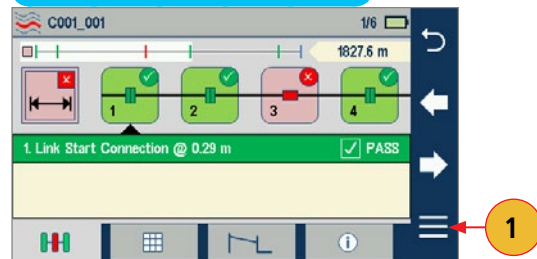 C001_001 1/6
1827.6 m
1 2 3 4
1. Link Start Connection @ 0.29 m PASS
1